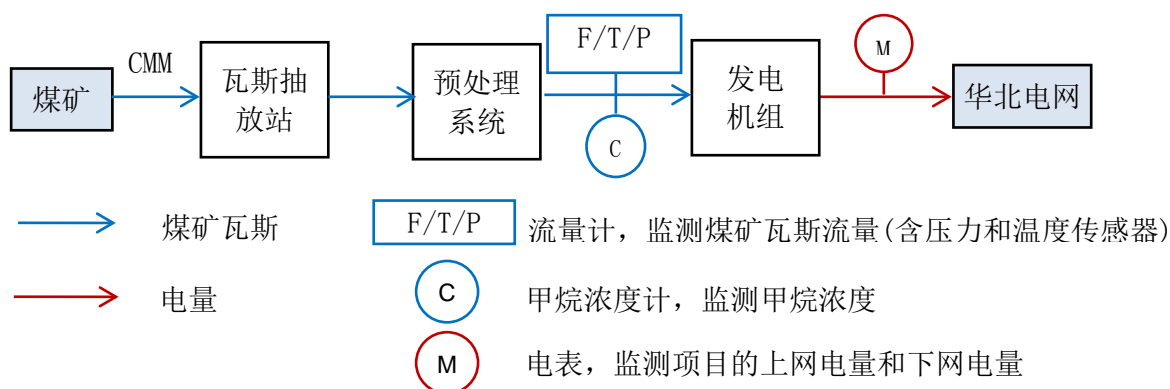 F/T/P
M
CMM
煤矿
瓦斯抽
放站
预处理
系统
C
发电
机组
华北电网
煤矿瓦斯
F/T/P
流量计，监测煤矿瓦斯流量(含压力和温度传感器)
电量
C
甲烷浓度计，监测甲烷浓度
M
电表，监测项目的上网电量和下网电量